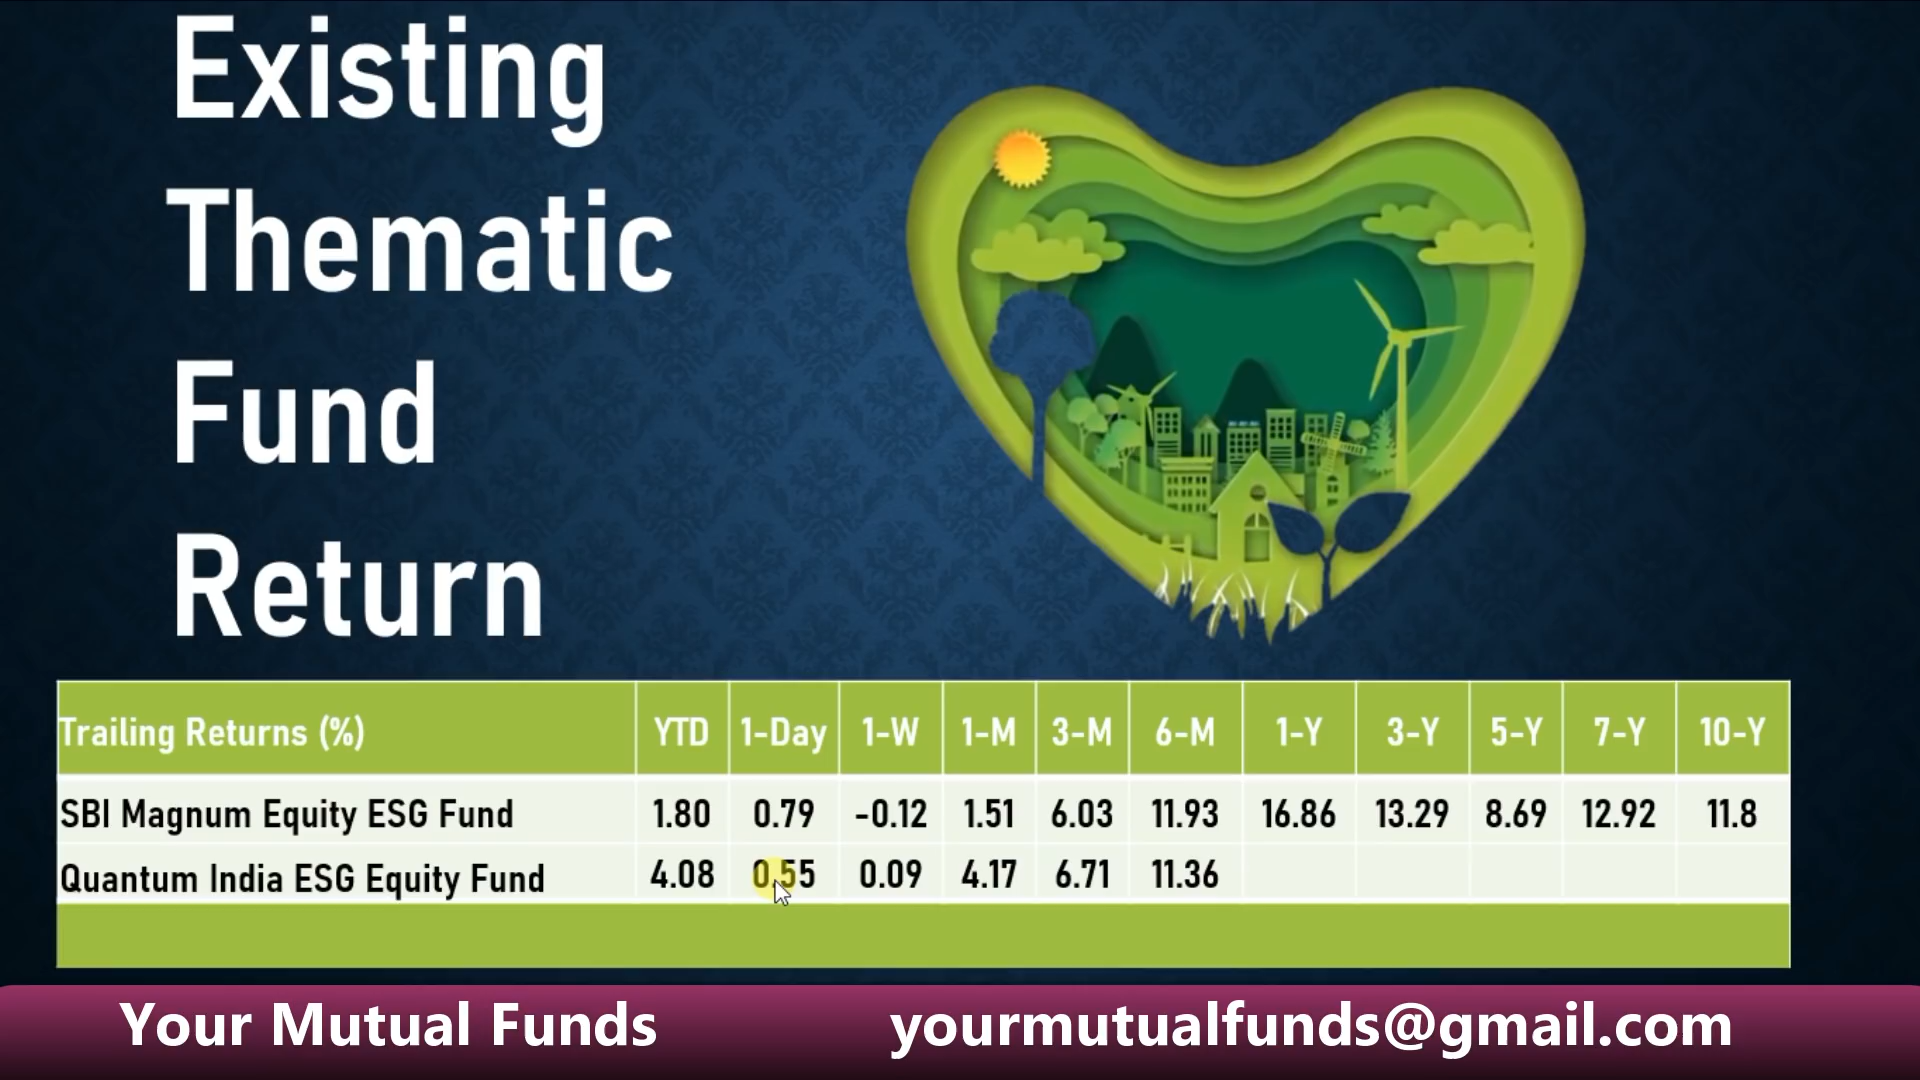 Existing
Thematic
Fund
Return
Trailing Returns (%) YTD 1-Day 1-W 1-M 3-M 6-M 1-Y 3-Y 5-Y 7-Y 10-Y
SBI Magnum Equity ESG Fund 1.80 0.79 -0.12 1.51 6.03 11.93 16.86 13.29 8.69 12.92 11.8
Quantum India ESG Equity Fund 4.08 0.55 0.09 4.17 6.71 11.36
Your Mutual Funds yourmutualfunds@gmail.com